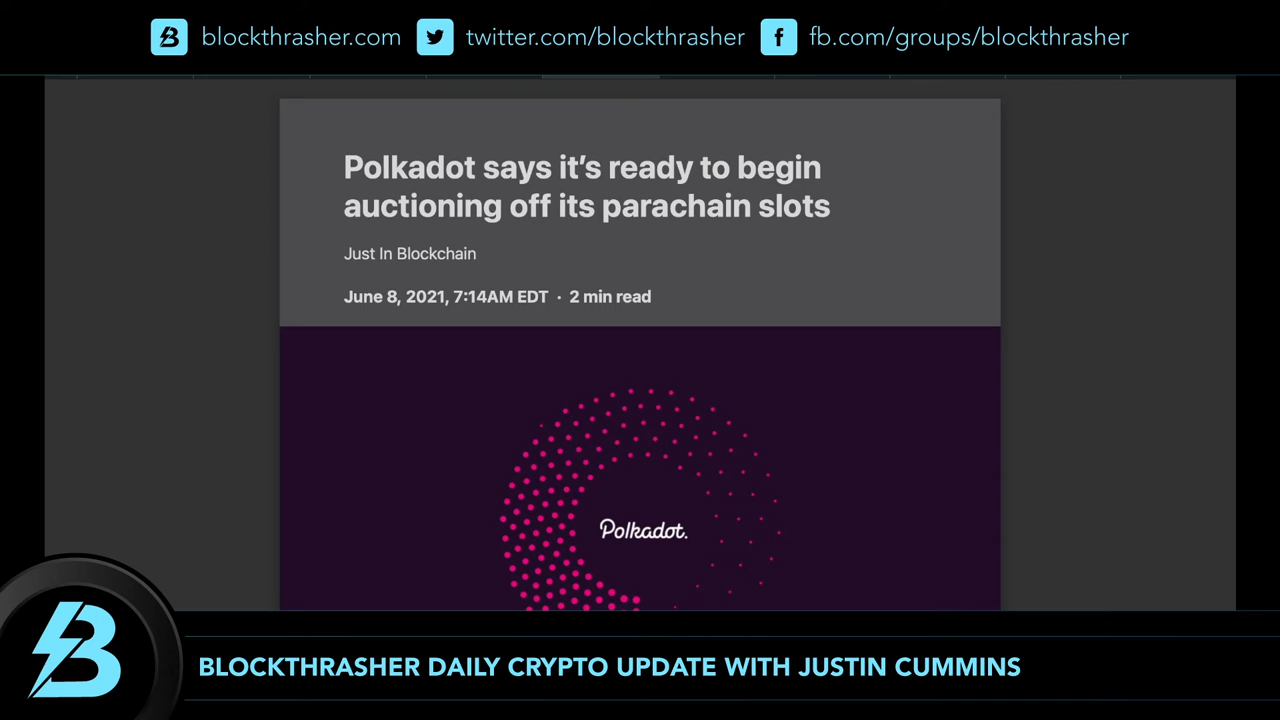 blockthrasher.com twitter.com/blockthrasher fb.com/groups/blockthrasher
Polkadot says it's ready to begin
auctioning off its parachain slots
Just In Blockchain
June 8, 2021, 7:14AM EDT · 2 min read
Polkadot.
BLOCKTHRASHER DAILY CRYPTO UPDATE WITH JUSTIN CUMMINS